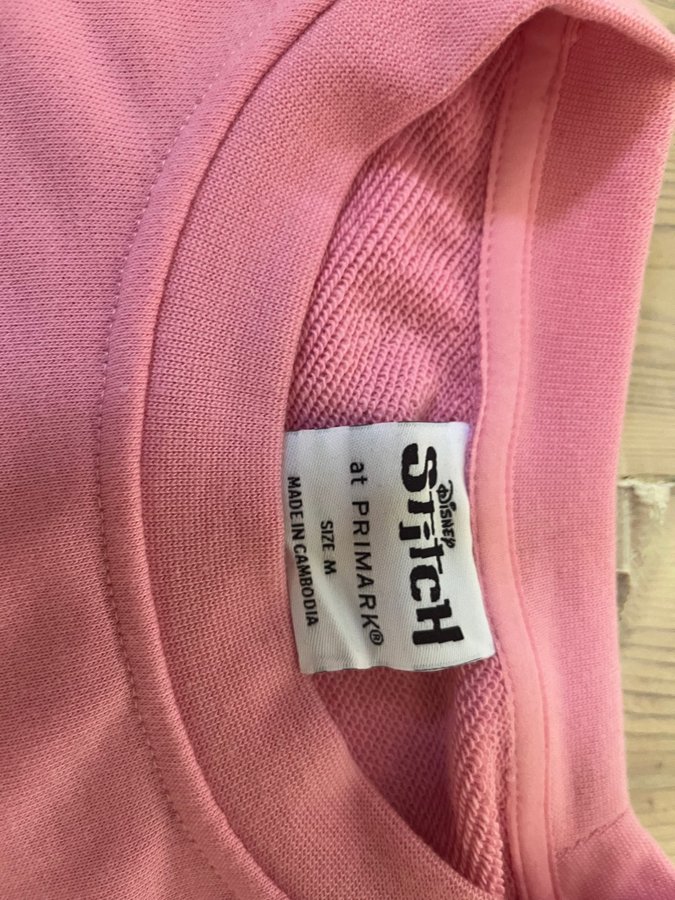 Disney
Stitch
at PRIMARK®
SIZE M
MADE IN CAMBODIA